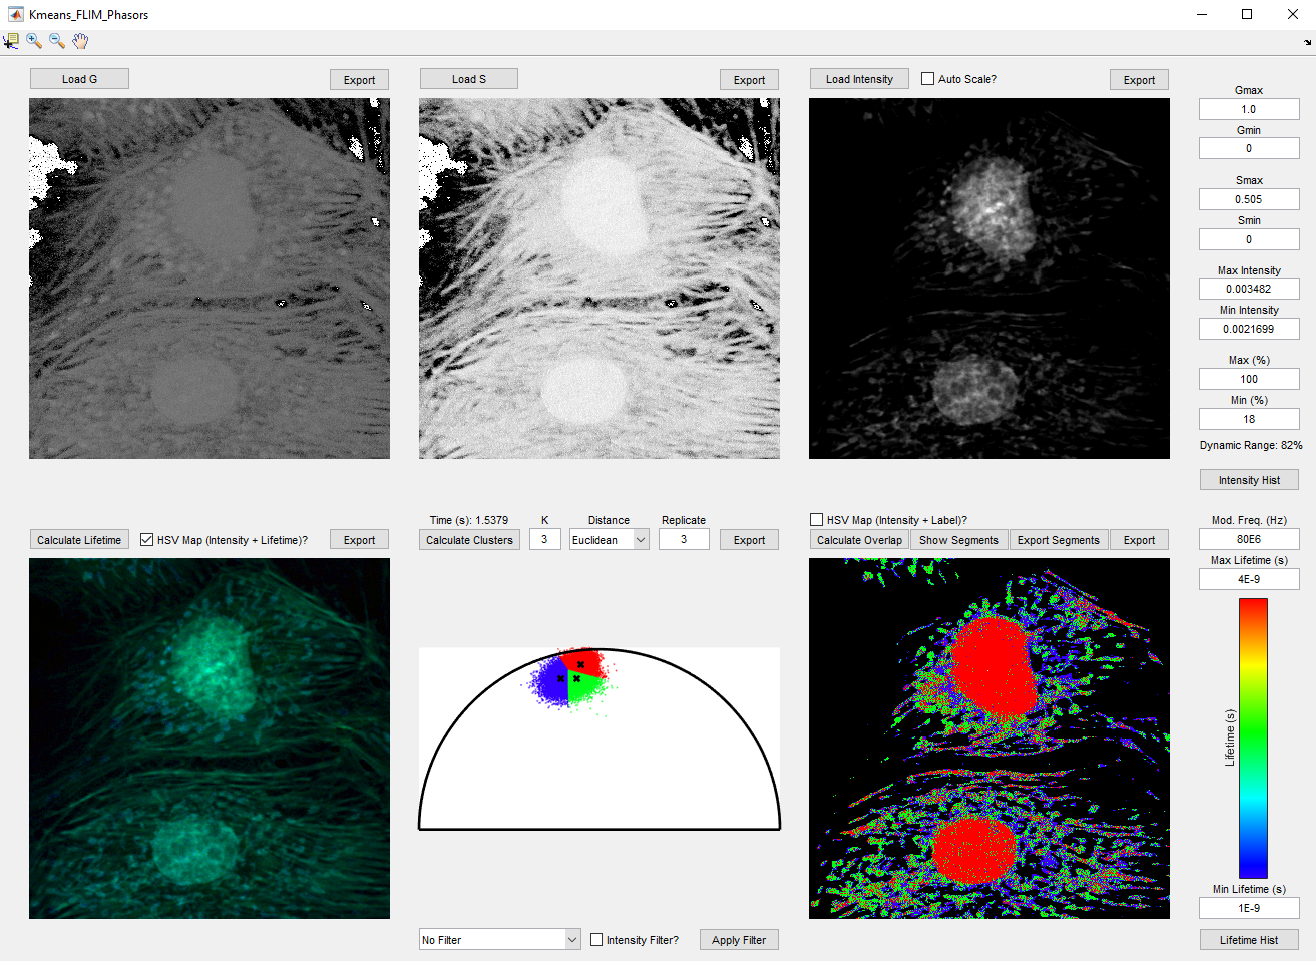 Kmeans_FLIM_Phasors
Load G
Export
Load S
Export
Load Intensity
Auto Scale?
Export
Gmax
1.0
Gmin
0
Smax
0.505
Smin
0
Max Intensity
0.003482
Min Intensity
0.0021699
Max (%)
100
Min (%)
18
Dynamic Range: 82%
Intensity Hist
Calculate Lifetime
HSV Map (Intensity + Lifetime)?
Export
Time (s): 1.5379
K
Distance
Replicate
Calculate Clusters
3
Euclidean
3
Export
HSV Map (Intensity + Label)?
Calculate Overlap
Show Segments
Export Segments
Export
Mod. Freq. (Hz)
80E6
Max Lifetime (s)
4E-9
Lifetime (s)
Min Lifetime (s)
1E-9
Lifetime Hist
No Filter
Intensity Filter?
Apply Filter